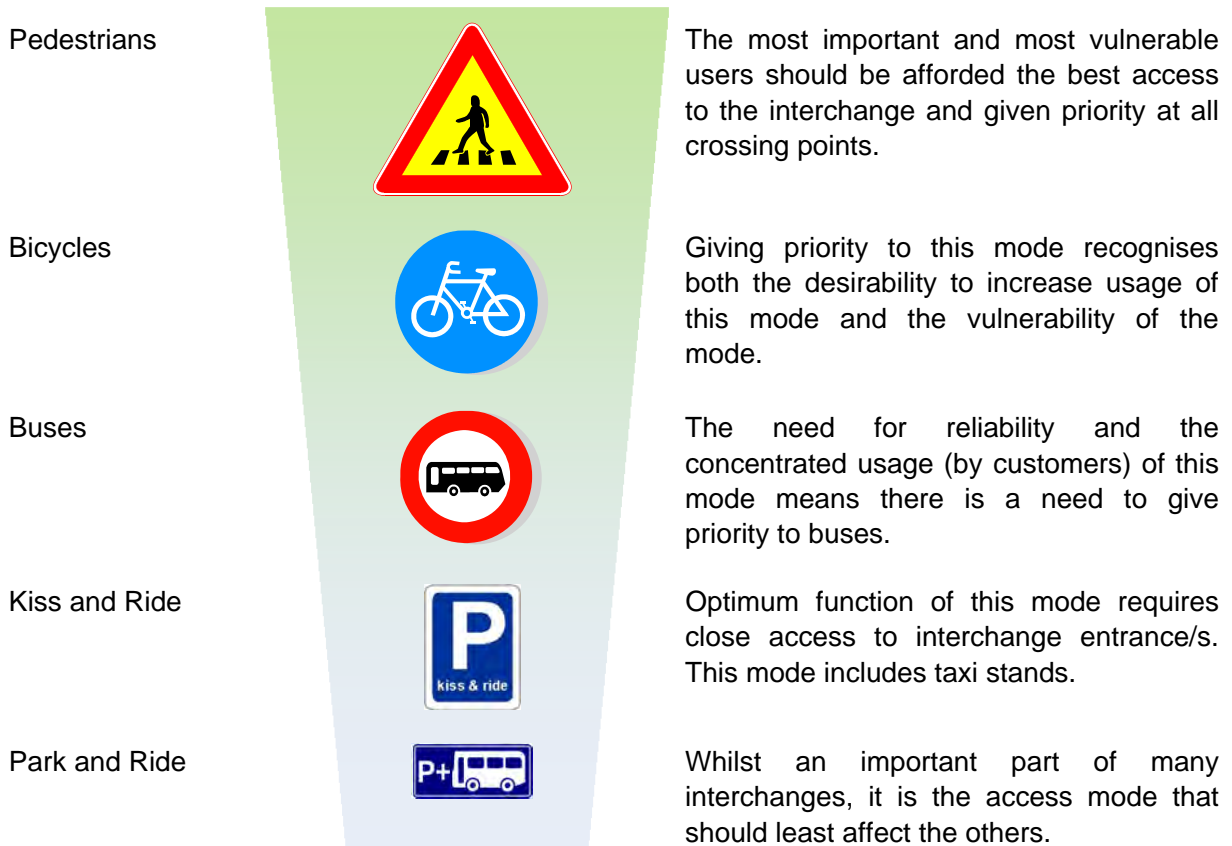 Pedestrians
The most important and most vulnerable
users should be afforded the best access
to the interchange and given priority at all
crossing points.
Bicycles
Giving priority to this mode recognises
both the desirability to increase usage of
this mode and the vulnerability of the
mode.
Buses
The need for reliability and the
concentrated usage (by customers) of this
mode means there is a need to give
priority to buses.
Kiss and Ride
P
kiss & ride
Optimum function of this mode requires
close access to interchange entrance/s.
This mode includes taxi stands.
Park and Ride
P+
Whilst an important part of many
interchanges, it is the access mode that
should least affect the others.